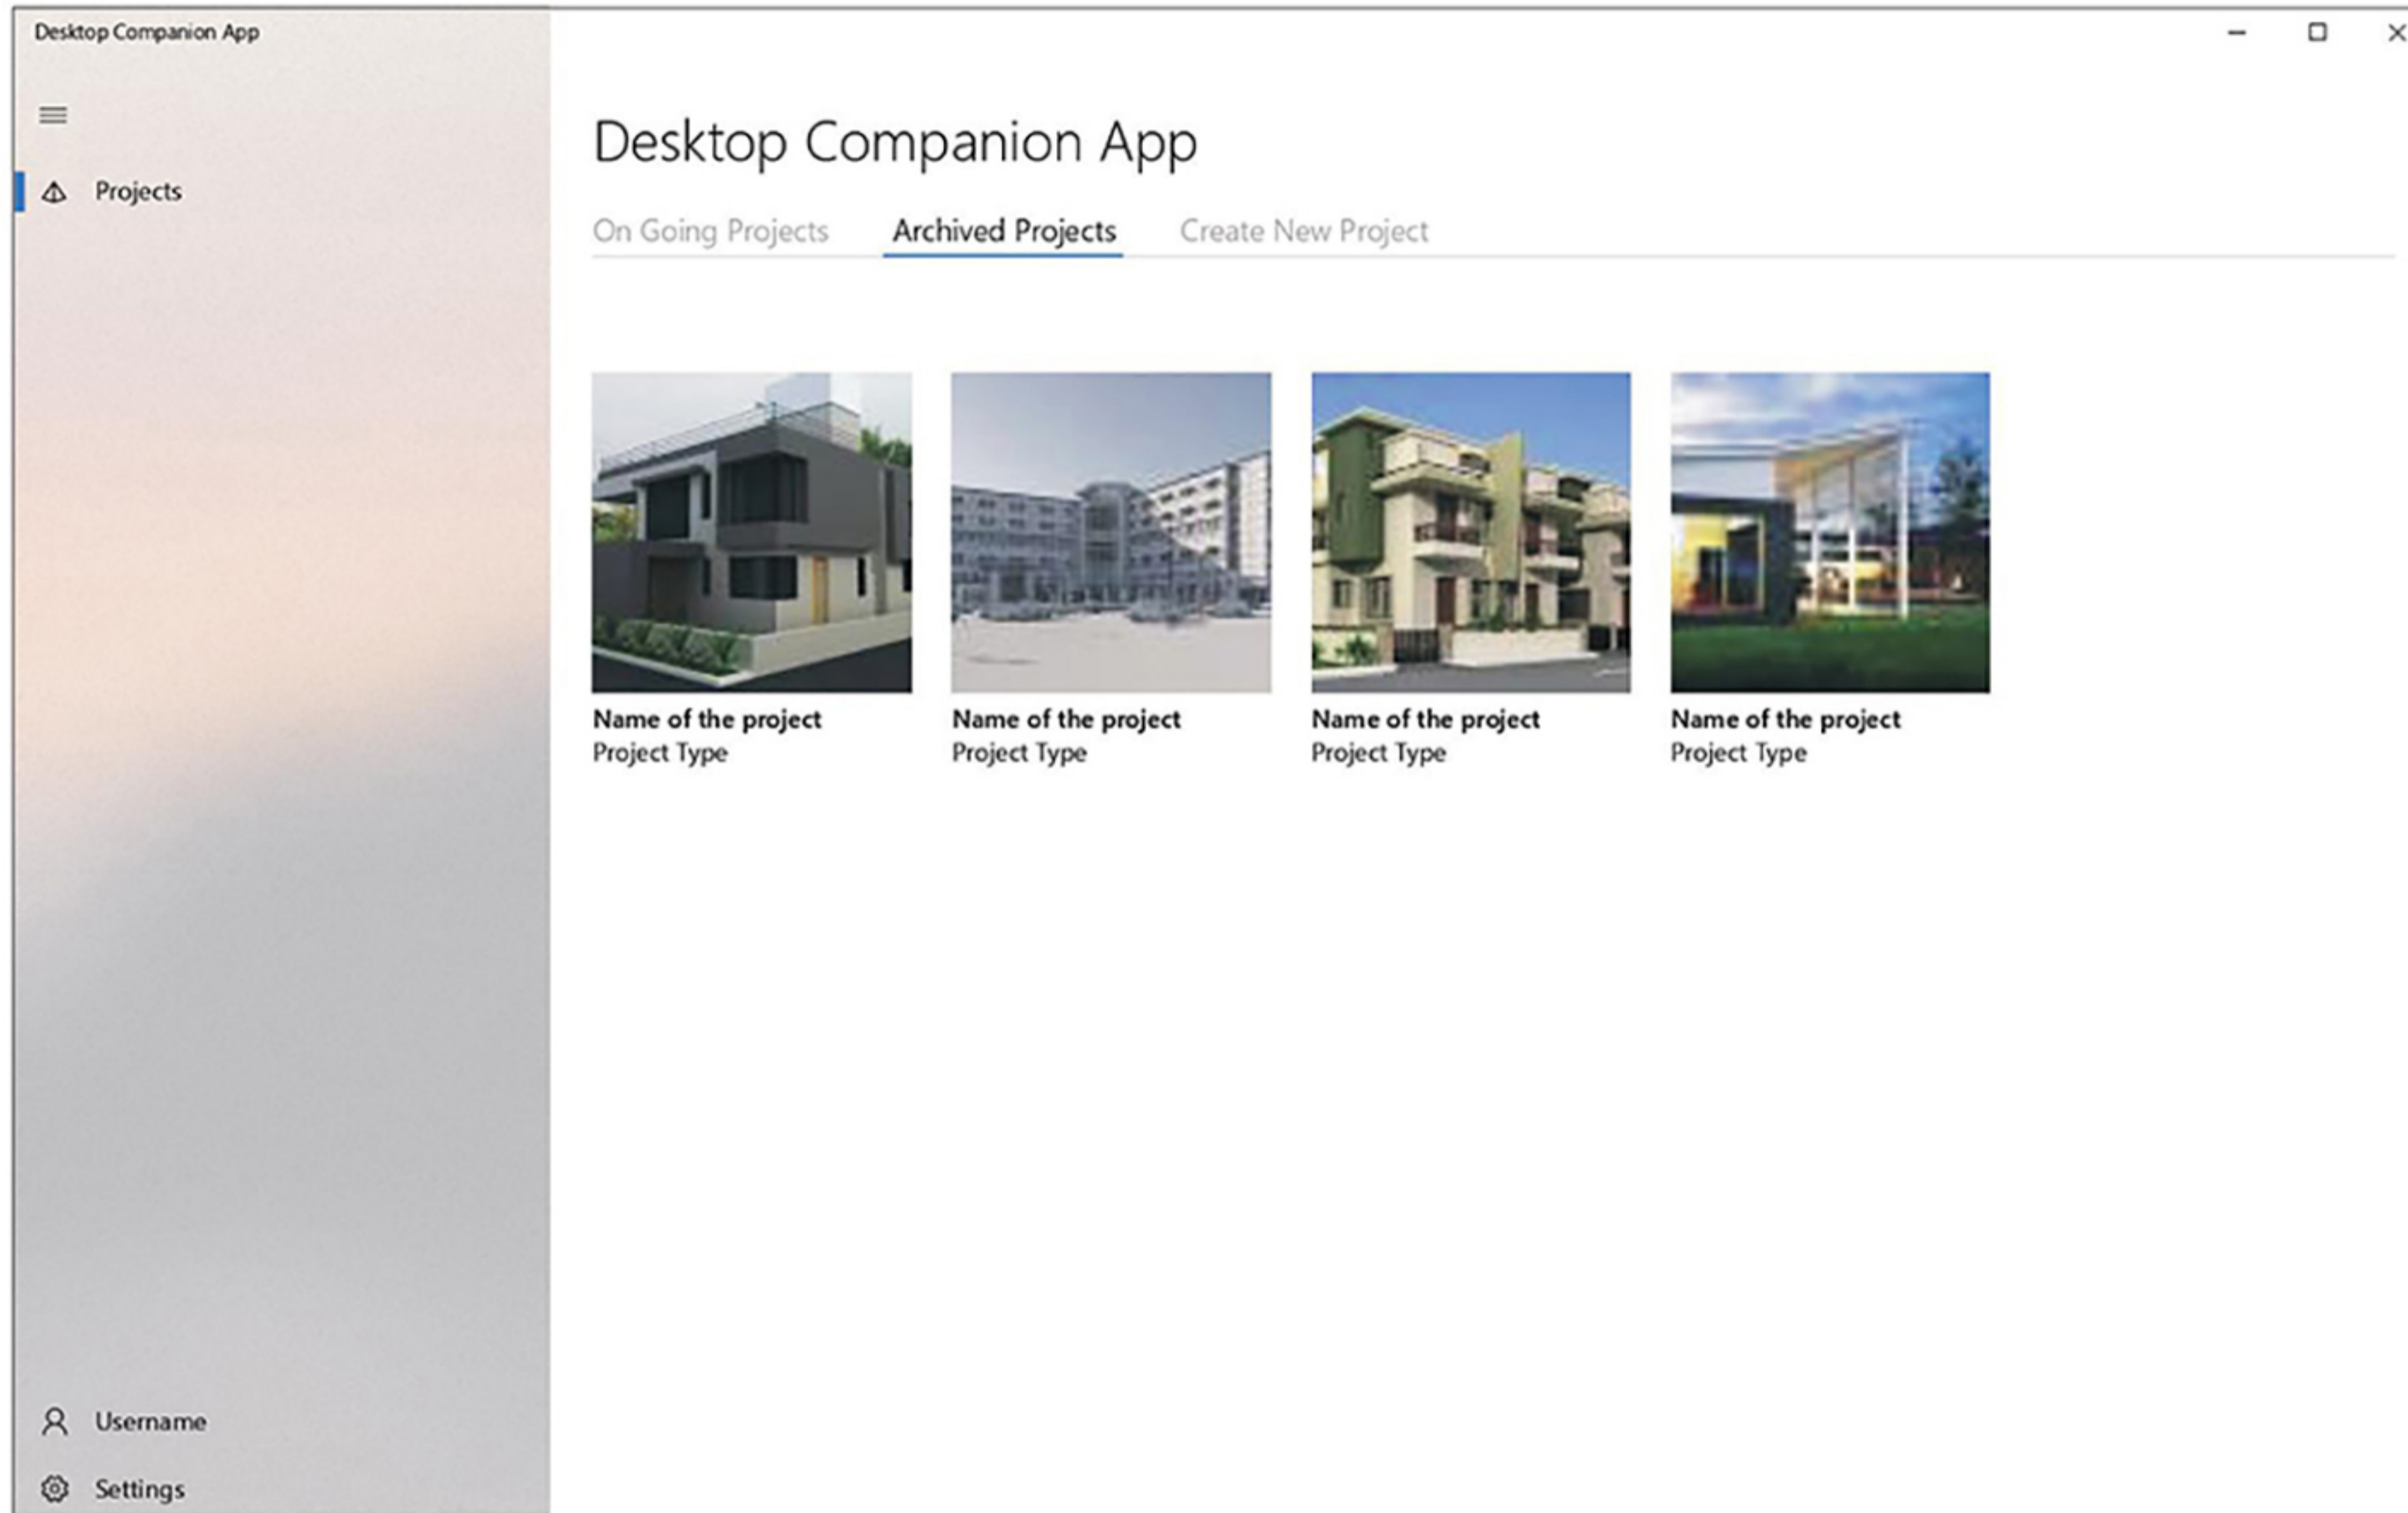 Desktop Companion App
Projects
Desktop Companion App
On Going Projects Archived Projects Create New Project
Name of the project
Project Type
Name of the project
Project Type
Name of the project
Project Type
Name of the project
Project Type
Username
Settings